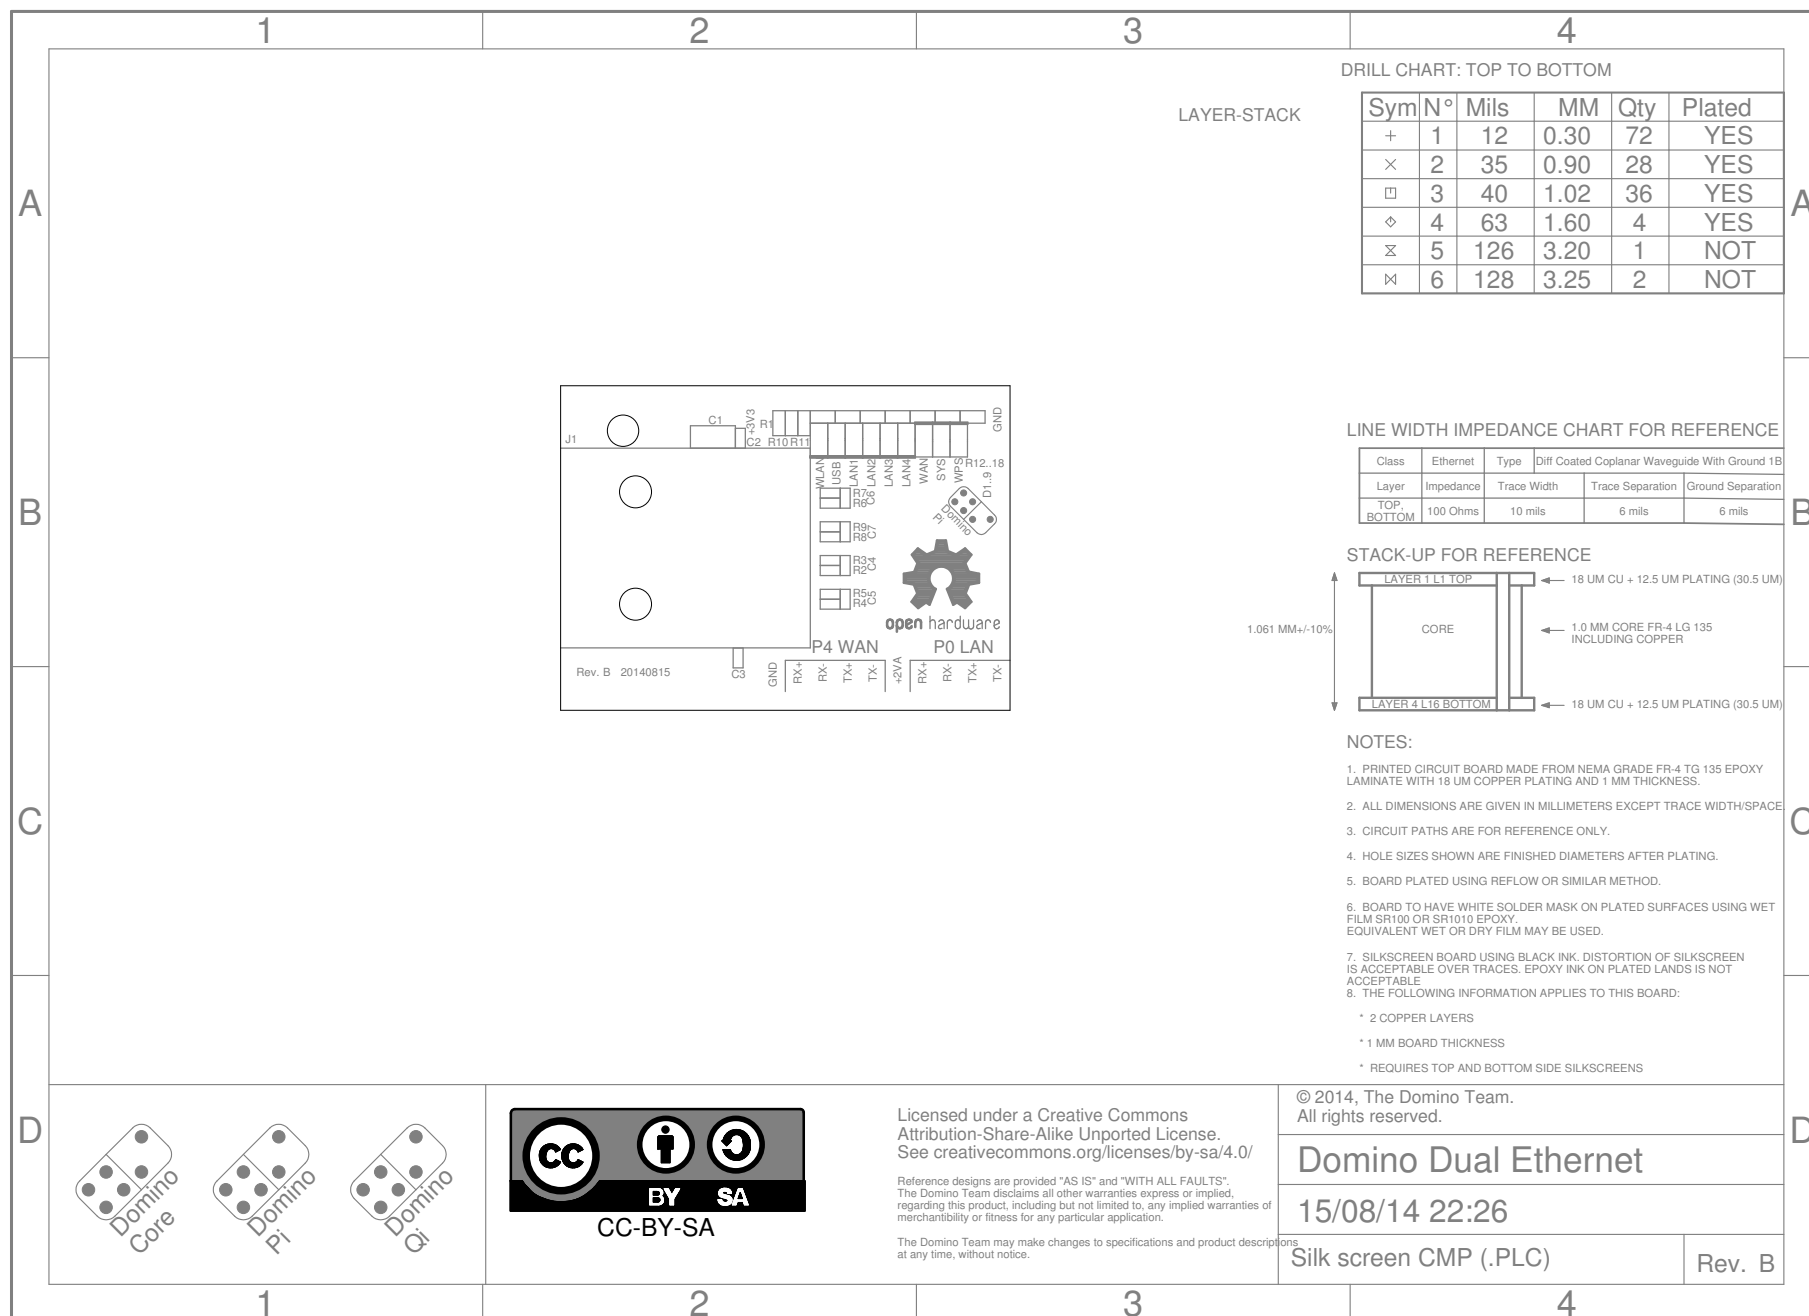 1 2 3 4
DRILL CHART: TOP TO BOTTOM
LAYER-STACK
Sym N° Mils MM Qty Plated
+ 1 12 0.30 72 YES
× 2 35 0.90 28 YES
3 40 1.02 36 YES
4 63 1.60 4 YES
5 126 3.20 1 NOT
6 128 3.25 2 NOT
A A
J1
C1
+3V3
C2
R1
R10 R11
GND
WLAN
USB
LAN1
LAN2
LAN3
LAN4
WAN
SYS
WPS
R12..18
D1..9
R7
R6
C6
R9
R8
C7
R3
R2
C4
R5
R4
C5
Domino
Pi
open hardware
P4 WAN P0 LAN
Rev. B 20140815
C3
GND
RX+
RX-
TX+
TX-
+2VA
RX+
RX-
TX+
TX-
LINE WIDTH IMPEDANCE CHART FOR REFERENCE
Class Ethernet Type Diff Coated Coplanar Waveguide With Ground 1B
Layer Impedance Trace Width Trace Separation Ground Separation
TOP,
BOTTOM 100 Ohms 10 mils 6 mils 6 mils
B B
STACK-UP FOR REFERENCE
LAYER 1 L1 TOP 18 UM CU + 12.5 UM PLATING (30.5 UM)
1.061 MM+/-10% CORE 1.0 MM CORE FR-4 LG 135
INCLUDING COPPER
LAYER 4 L16 BOTTOM 18 UM CU + 12.5 UM PLATING (30.5 UM)
NOTES:
1. PRINTED CIRCUIT BOARD MADE FROM NEMA GRADE FR-4 TG 135 EPOXY
LAMINATE WITH 18 UM COPPER PLATING AND 1 MM THICKNESS.
2. ALL DIMENSIONS ARE GIVEN IN MILLIMETERS EXCEPT TRACE WIDTH/SPACE.
3. CIRCUIT PATHS ARE FOR REFERENCE ONLY.
4. HOLE SIZES SHOWN ARE FINISHED DIAMETERS AFTER PLATING.
5. BOARD PLATED USING REFLOW OR SIMILAR METHOD.
6. BOARD TO HAVE WHITE SOLDER MASK ON PLATED SURFACES USING WET
FILM SR100 OR SR1010 EPOXY.
EQUIVALENT WET OR DRY FILM MAY BE USED.
7. SILKSCREEN BOARD USING BLACK INK. DISTORTION OF SILKSCREEN
IS ACCEPTABLE OVER TRACES. EPOXY INK ON PLATED LANDS IS NOT
ACCEPTABLE
8. THE FOLLOWING INFORMATION APPLIES TO THIS BOARD:
* 2 COPPER LAYERS
* 1 MM BOARD THICKNESS
* REQUIRES TOP AND BOTTOM SIDE SILKSCREENS
C C
D D
Domino
Core
Domino
Pi
Domino
Qi
cc
BY SA
CC-BY-SA
Licensed under a Creative Commons
Attribution-Share-Alike Unported License.
See creativecommons.org/licenses/by-sa/4.0/
Reference designs are provided "AS IS" and "WITH ALL FAULTS".
The Domino Team disclaims all other warranties express or implied,
regarding this product, including but not limited to, any implied warranties of
merchantibility or fitness for any particular application.
The Domino Team may make changes to specifications and product descriptions
at any time, without notice.
© 2014, The Domino Team.
All rights reserved.
Domino Dual Ethernet
15/08/14 22:26
Silk screen CMP (.PLC)
Rev. B
1 2 3 4